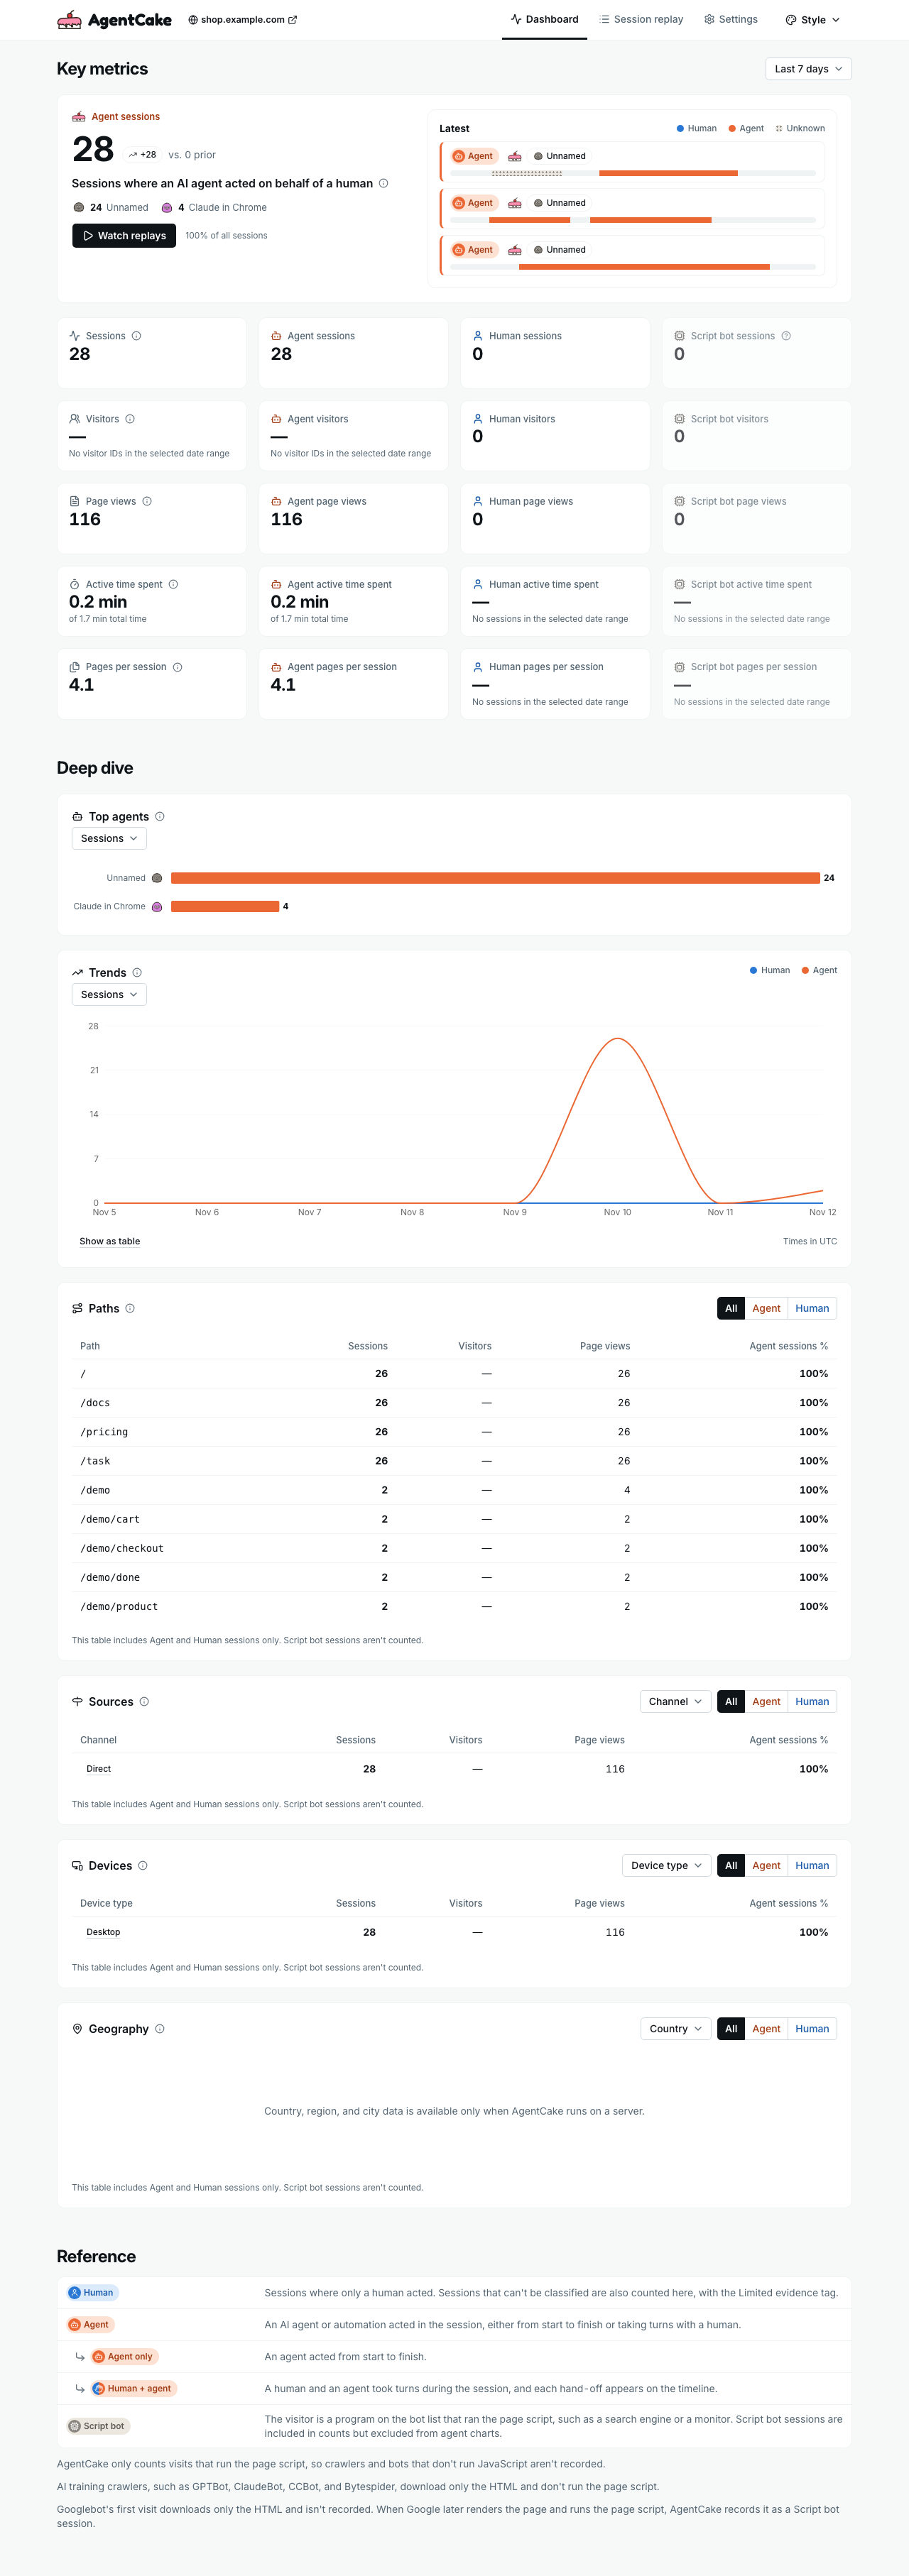 AgentCake
shop.example.com
Dashboard
Session replay
Settings
Style
Key metrics
Last 7 days
Agent sessions
28
+28
vs. 0 prior
Sessions where an AI agent acted on behalf of a human
24 Unnamed
4 Claude in Chrome
Watch replays
100% of all sessions
Latest
Human
Agent
Unknown
Agent
Unnamed
Agent
Unnamed
Agent
Unnamed
Sessions
28
Agent sessions
28
Human sessions
0
Script bot sessions
0
Visitors
—
No visitor IDs in the selected date range
Agent visitors
—
No visitor IDs in the selected date range
Human visitors
0
Script bot visitors
0
Page views
116
Agent page views
116
Human page views
0
Script bot page views
0
Active time spent
0.2 min
of 1.7 min total time
Agent active time spent
0.2 min
of 1.7 min total time
Human active time spent
—
No sessions in the selected date range
Script bot active time spent
—
No sessions in the selected date range
Pages per session
4.1
Agent pages per session
4.1
Human pages per session
—
No sessions in the selected date range
Script bot pages per session
—
No sessions in the selected date range
Deep dive
Top agents
Sessions
Unnamed
24
Claude in Chrome
4
Trends
Human
Agent
Sessions
28
21
14
7
0
Nov 5
Nov 6
Nov 7
Nov 8
Nov 9
Nov 10
Nov 11
Nov 12
Show as table
Times in UTC
Paths
All
Agent
Human
Path Sessions Visitors Page views Agent sessions %
/ 26 — 26 100%
/docs 26 — 26 100%
/pricing 26 — 26 100%
/task 26 — 26 100%
/demo 2 — 4 100%
/demo/cart 2 — 2 100%
/demo/checkout 2 — 2 100%
/demo/done 2 — 2 100%
/demo/product 2 — 2 100%
This table includes Agent and Human sessions only. Script bot sessions aren't counted.
Sources
Channel
All
Agent
Human
Channel Sessions Visitors Page views Agent sessions %
Direct 28 — 116 100%
This table includes Agent and Human sessions only. Script bot sessions aren't counted.
Devices
Device type
All
Agent
Human
Device type Sessions Visitors Page views Agent sessions %
Desktop 28 — 116 100%
This table includes Agent and Human sessions only. Script bot sessions aren't counted.
Geography
Country
All
Agent
Human
Country, region, and city data is available only when AgentCake runs on a server.
This table includes Agent and Human sessions only. Script bot sessions aren't counted.
Reference
Human
Sessions where only a human acted. Sessions that can't be classified are also counted here, with the Limited evidence tag.
Agent
An AI agent or automation acted in the session, either from start to finish or taking turns with a human.
Agent only
An agent acted from start to finish.
Human + agent
A human and an agent took turns during the session, and each hand-off appears on the timeline.
Script bot
The visitor is a program on the bot list that ran the page script, such as a search engine or a monitor. Script bot sessions are
included in counts but excluded from agent charts.
AgentCake only counts visits that run the page script, so crawlers and bots that don't run JavaScript aren't recorded.
AI training crawlers, such as GPTBot, ClaudeBot, CCBot, and Bytespider, download only the HTML and don't run the page script.
Googlebot's first visit downloads only the HTML and isn't recorded. When Google later renders the page and runs the page script, AgentCake records it as a Script bot
session.